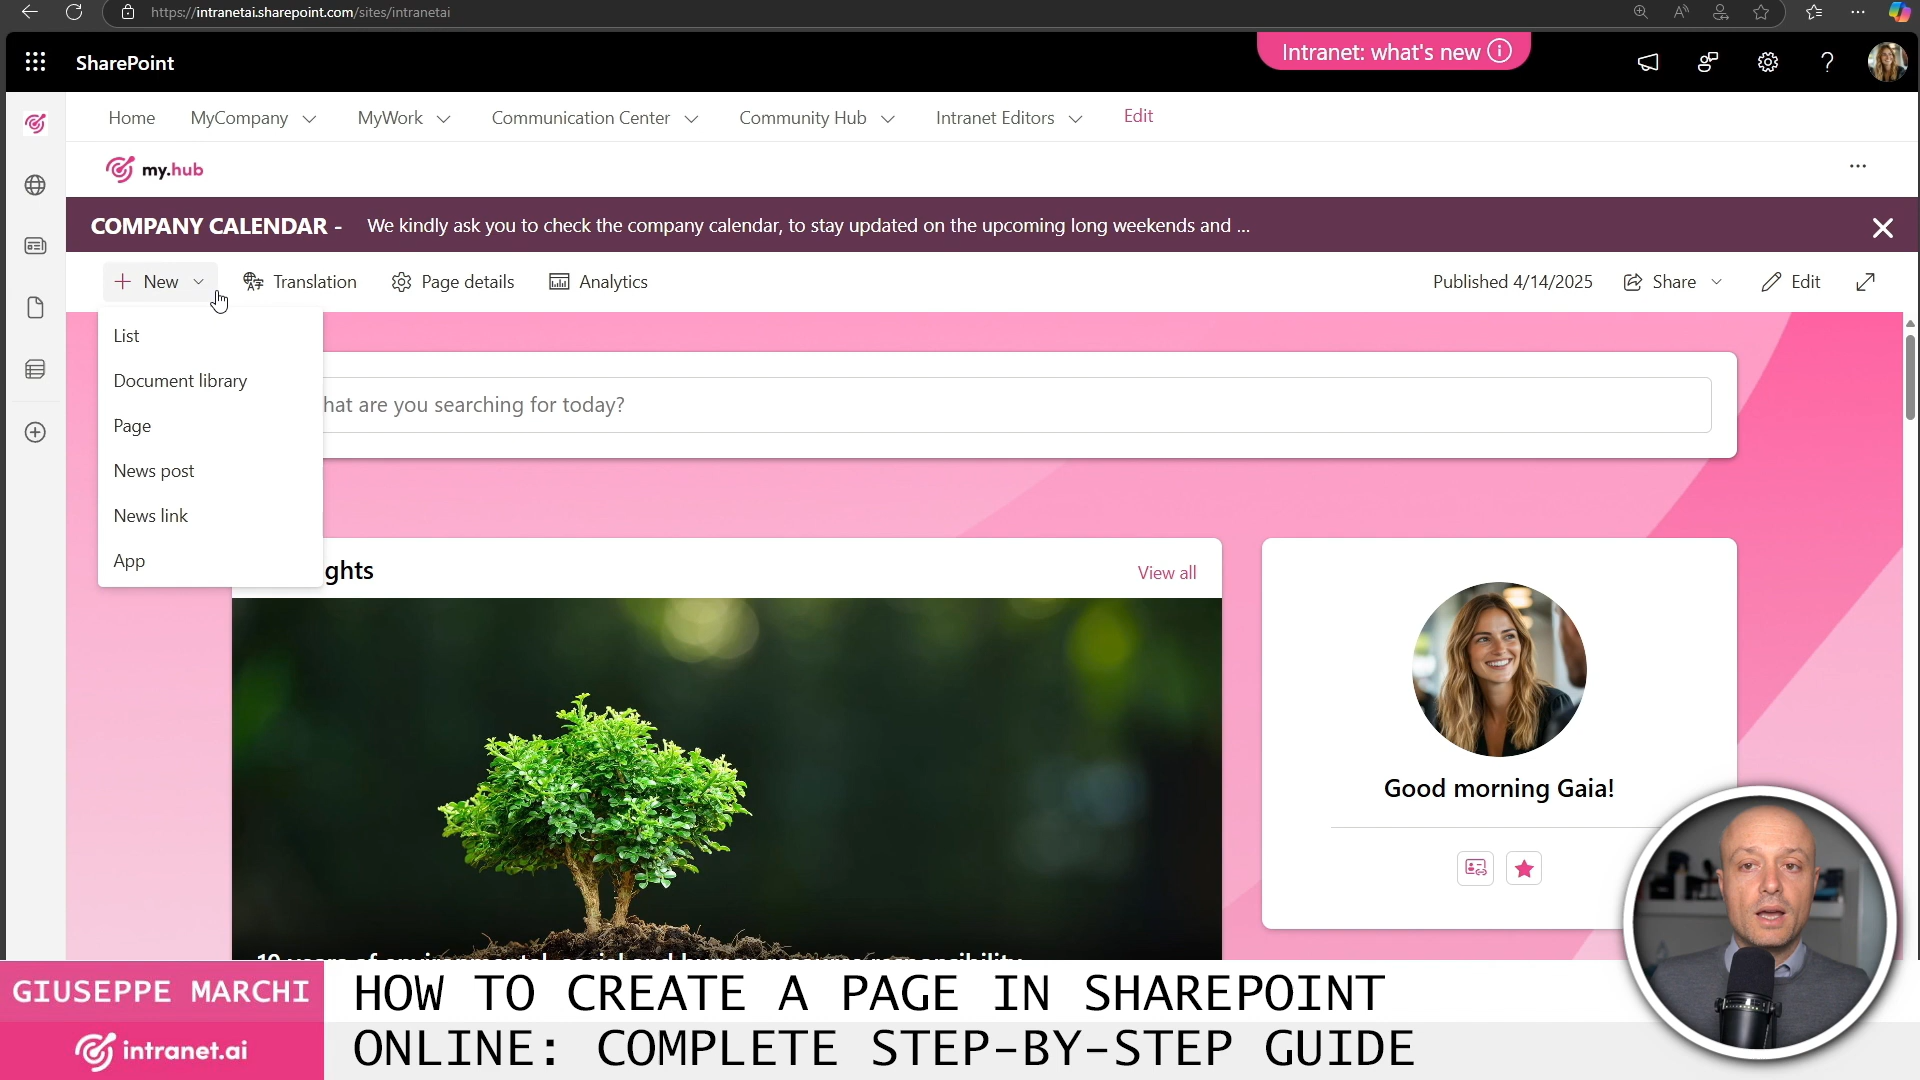 https://intranetai.sharepoint.com/sites/intranetai
SharePoint
Intranet: what's new
Home MyCompany MyWork Communication Center Community Hub Intranet Editors Edit
my.hub
COMPANY CALENDAR - We kindly ask you to check the company calendar, to stay updated on the upcoming long weekends and ...
New Translation Page details Analytics Published 4/14/2025 Share Edit
List
Document library
Page
News post
News link
App
hat are you searching for today?
ghts View all
Good morning Gaia!
GIUSEPPE MARCHI
intranet.ai
HOW TO CREATE A PAGE IN SHAREPOINT
ONLINE: COMPLETE STEP-BY-STEP GUIDE